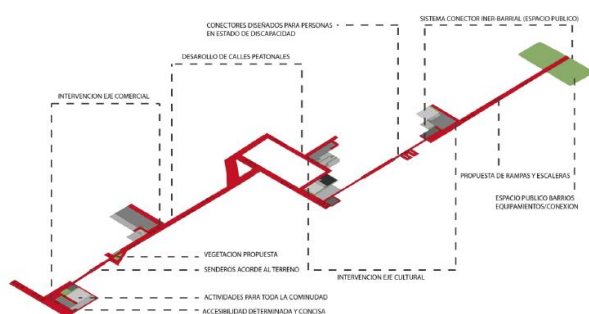 CONECTORES DISEÑADOS PARA PERSONAS
EN ESTADO DE DISCAPACIDAD
SISTEMA CONECTOR INER-BARRIAL (ESPACIO PUBLICO)
DESAROLLO DE CALLES PEATONALES
INTERVENCION EJE COMERCIAL
PROPUESTA DE RAMPAS Y ESCALERAS
ESPACIO PUBLICO BARRIOS
EQUIPAMIENTOS/CONEXION
VEGETACION PROPUESTA
SENDEROS ACORDE AL TERRENO
INTERVENCION EJE CULTURAL
ACTIVIDADES PARA TODA LA COMINUDAD
ACCESIBILIDAD DETERMINADA Y CONCISA